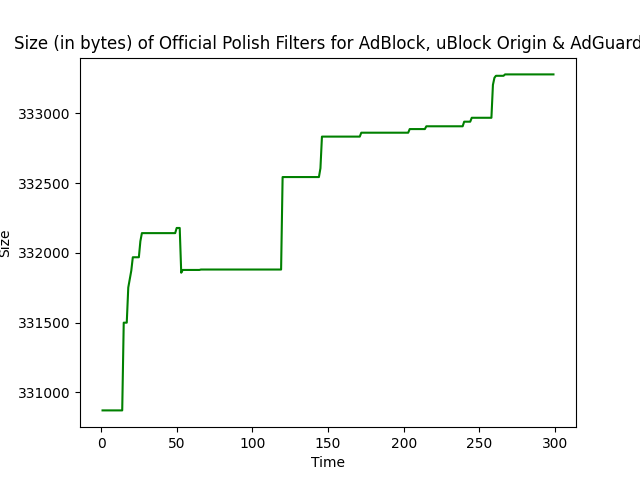 Size (in bytes) of Official Polish Filters for AdBlock, uBlock Origin & AdGuard
333000
332500
332000
331500
331000
Size
0 50 100 150 200 250 300
Time